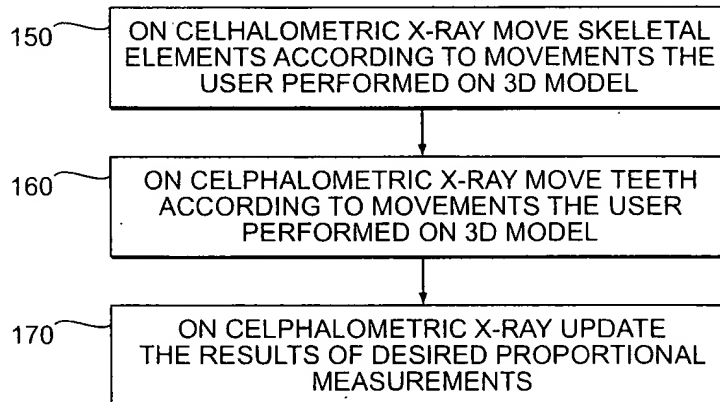 150
ON CELHALOMETRIC X-RAY MOVE SKELETAL
ELEMENTS ACCORDING TO MOVEMENTS THE
USER PERFORMED ON 3D MODEL
160
ON CELPHALOMETRIC X-RAY MOVE TEETH
ACCORDING TO MOVEMENTS THE USER
PERFORMED ON 3D MODEL
170
ON CELPHALOMETRIC X-RAY UPDATE
THE RESULTS OF DESIRED PROPORTIONAL
MEASUREMENTS